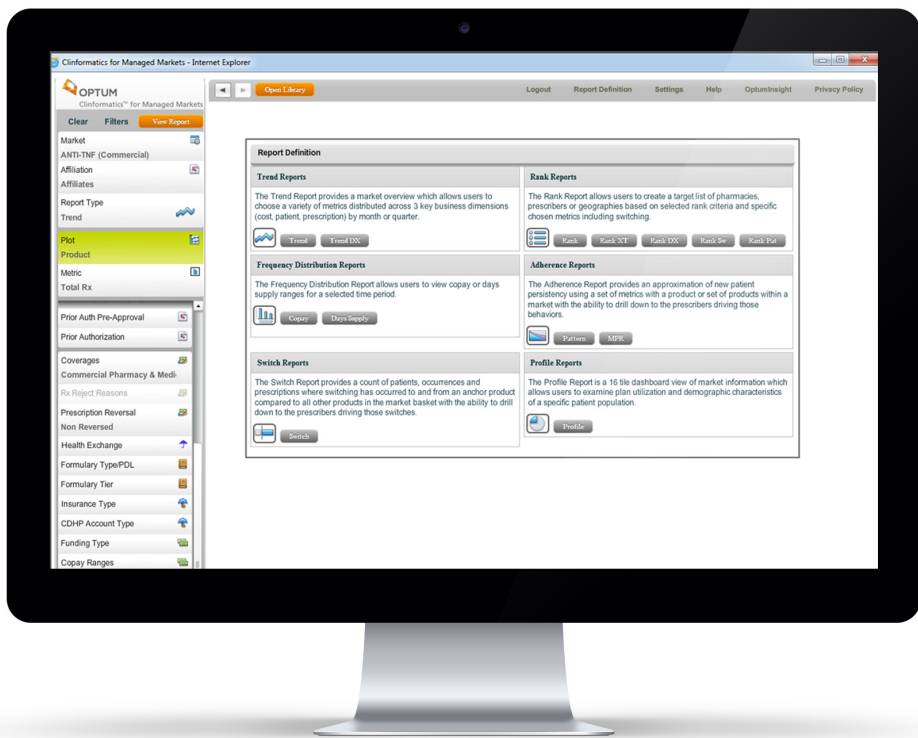 Clinformatics for Managed Markets - Internet Explorer
OPTUM
Clinformatics™ for Managed Markets
Open Library
Logout Report Definition Settings Help OptumInsight Privacy Policy
Clear Filters View Report
Market
ANTI-TNF (Commercial)
Affiliation
Affiliates
Report Type
Trend
Plot
Product
Metric
Total Rx
Prior Auth Pre-Approval
Prior Authorization
Coverages
Commercial Pharmacy & Medi
Rx Reject Reasons
Prescription Reversal
Non Reversed
Health Exchange
Formulary Type/PDL
Formulary Tier
Insurance Type
CDHP Account Type
Funding Type
Copay Ranges
Report Definition
Trend Reports
The Trend Report provides a market overview which allows users to
choose a variety of metrics distributed across 3 key business dimensions
(cost, patient, prescription) by month or quarter.
Trend Trend DX
Rank Reports
The Rank Report allows users to create a target list of pharmacies,
prescribers or geographies based on selected rank criteria and specific
chosen metrics including switching.
Rank Rank XT Rank DX Rank Sw Rank Pat
Frequency Distribution Reports
The Frequency Distribution Report allows users to view copay or days
supply ranges for a selected time period.
Copay Days Supply
Adherence Reports
The Adherence Report provides an approximation of new patient
persistency using a set of metrics with a product or set of products within a
market with the ability to drill down to the prescribers driving those
behaviors.
Pattern MPR
Switch Reports
The Switch Report provides a count of patients, occurrences and
prescriptions where switching has occurred to and from an anchor product
compared to all other products in the market basket with the ability to drill
down to the prescribers driving those switches.
Switch
Profile Reports
The Profile Report is a 16 tile dashboard view of market information which
allows users to examine plan utilization and demographic characteristics
of a specific patient population.
Profile